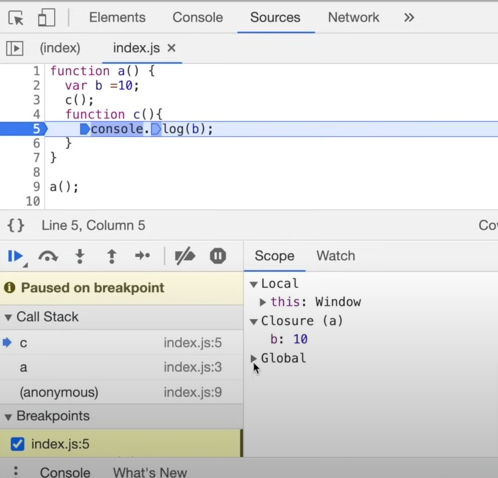 Elements Console Sources Network »
(index) index.js ×
1 function a() {
2 var b =10;
3 c();
4 function c(){
5 console.log(b);
6 }
7 }
8
9 a();
10
{} Line 5, Column 5 Cov
Scope Watch
Paused on breakpoint
Call Stack
c index.js:5
a index.js:3
(anonymous) index.js:9
Breakpoints
index.js:5
Local
this: Window
Closure (a)
b: 10
Global
Console What's New